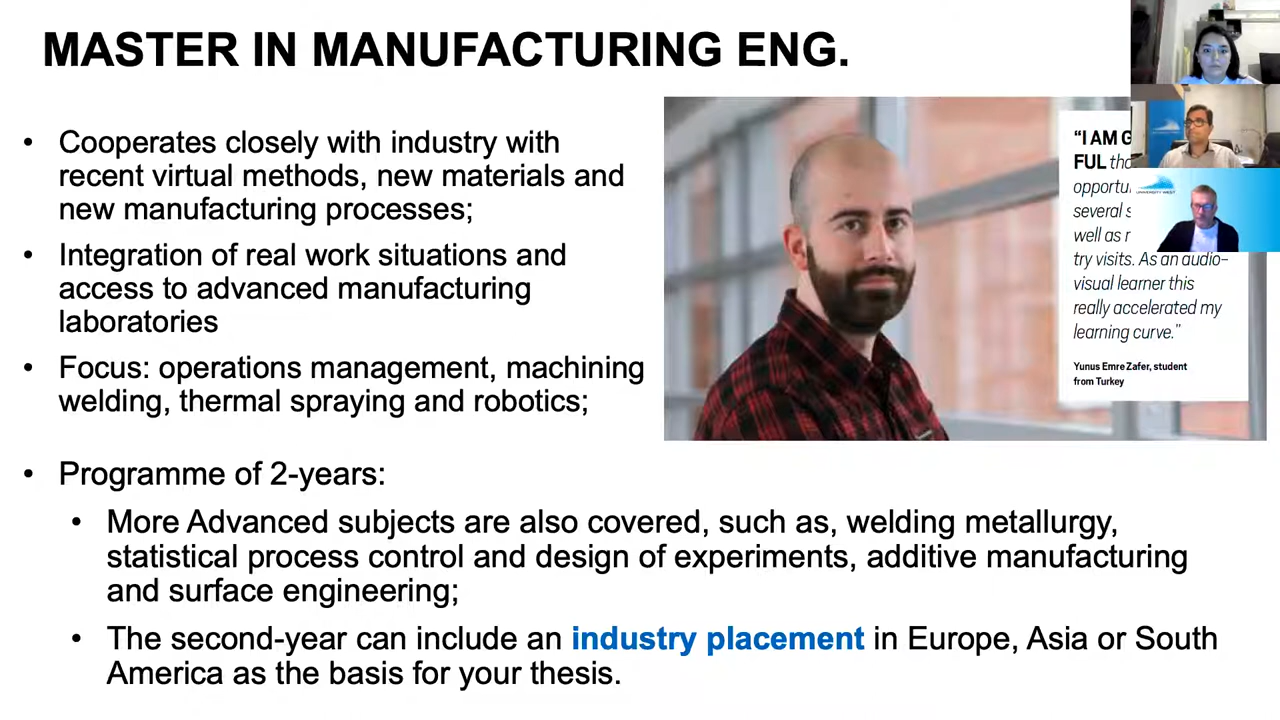 MASTER IN MANUFACTURING ENG.
• Cooperates closely with industry with
recent virtual methods, new materials and
new manufacturing processes;
• Integration of real work situations and
access to advanced manufacturing
laboratories
• Focus: operations management, machining
welding, thermal spraying and robotics;
• Programme of 2-years:
• More Advanced subjects are also covered, such as, welding metallurgy,
statistical process control and design of experiments, additive manufacturing
and surface engineering;
• The second-year can include an industry placement in Europe, Asia or South
America as the basis for your thesis.
“I AM
FUL
several
well as
try visits. As an audio-
visual learner this
really accelerated my
learning curve.”
Yunus Emre Zafer, student
from Turkey
UNIVERSITY WEST